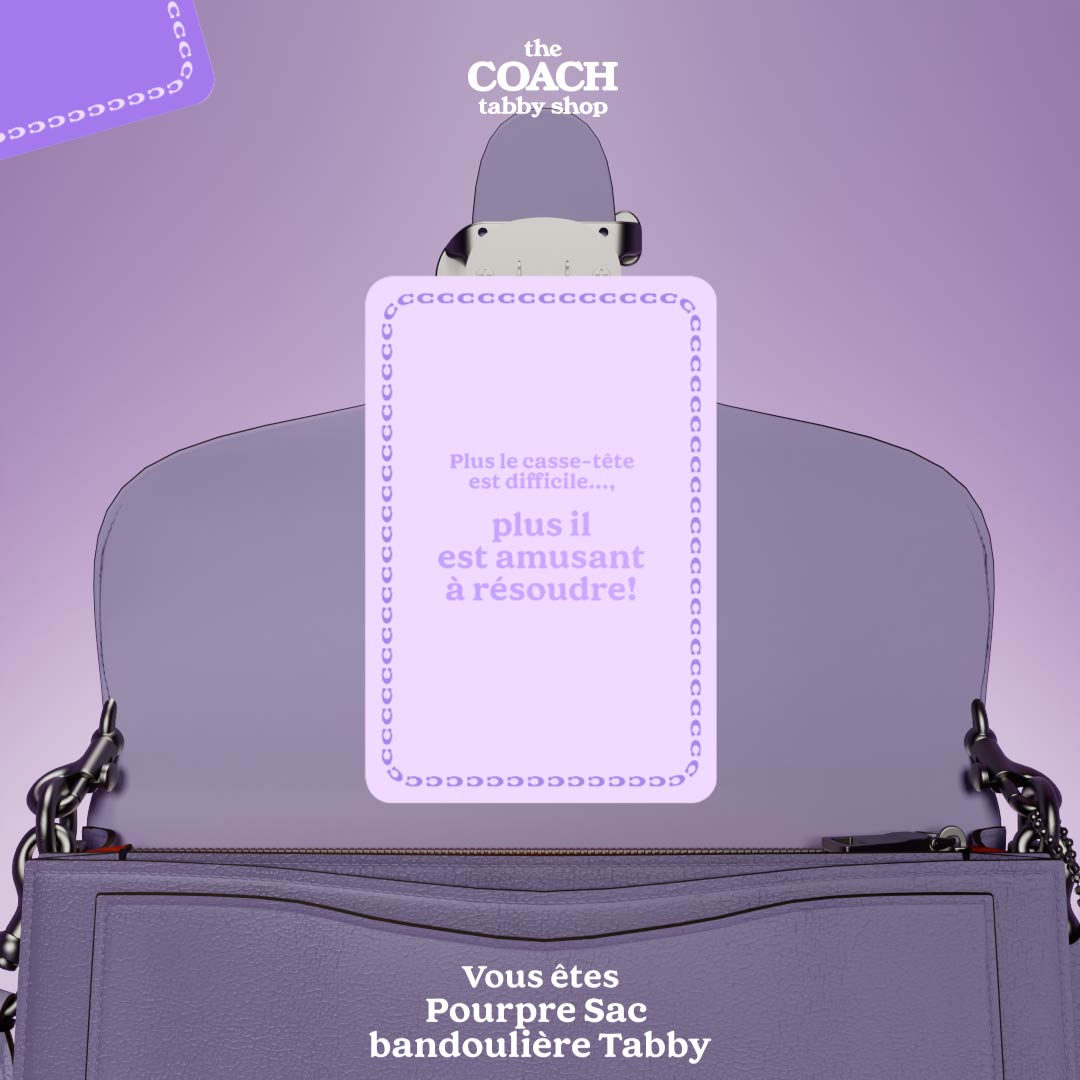 the
COACH
tabby shop
Plus le casse-tête
est difficile...,
plus il
est amusant
à résoudre!
Vous êtes
Pourpre Sac
bandoulière Tabby